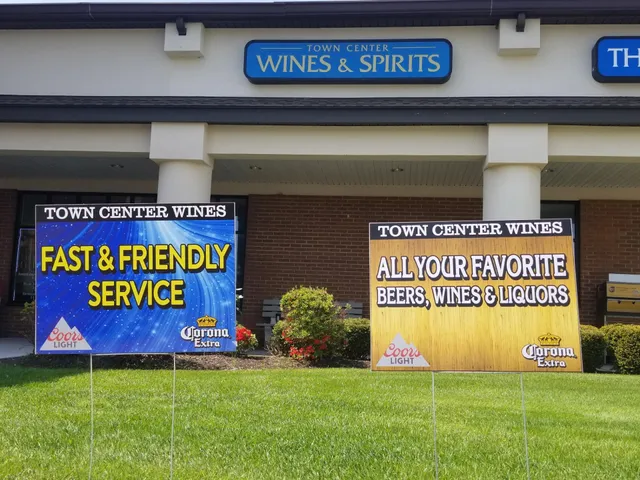 TOWN CENTER
WINES & SPIRITS
TH
TOWN CENTER WINES
FAST & FRIENDLY
SERVICE
Coors
LIGHT
Corona
Extra
TOWN CENTER WINES
ALL YOUR FAVORITE
BEERS, WINES & LIQUORS
Coors
LIGHT
Corona
Extra